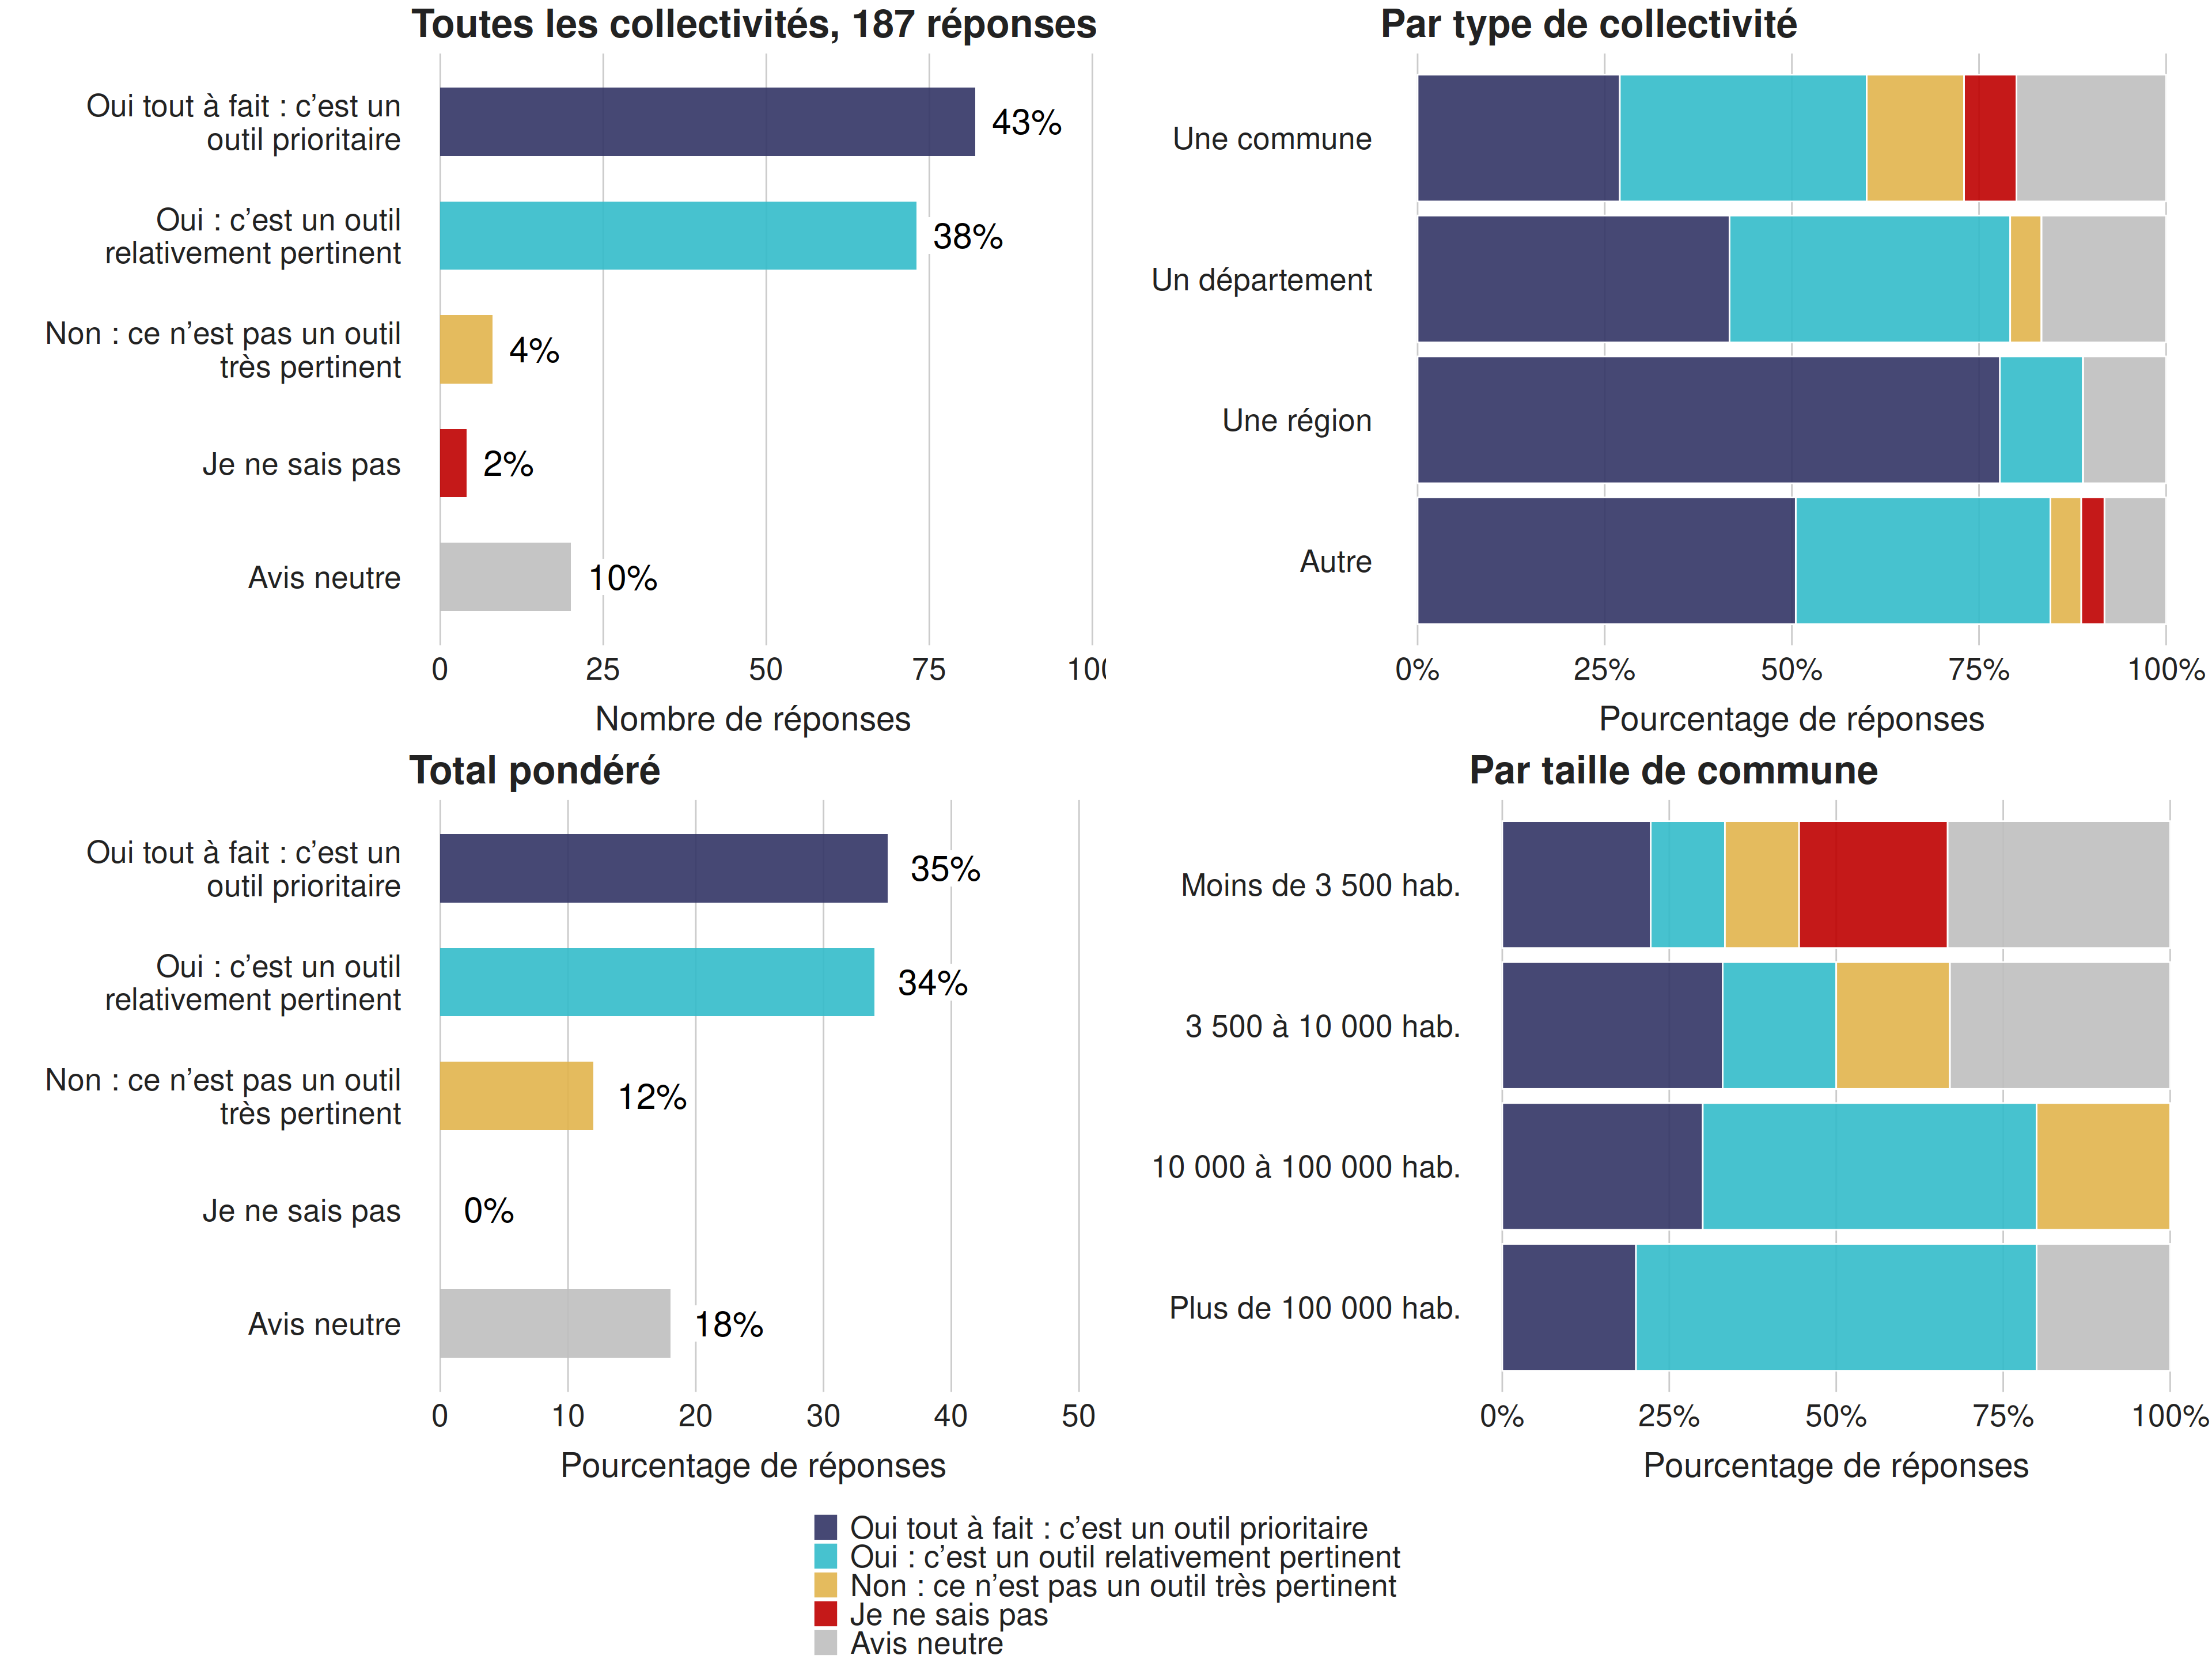 Toutes les collectivités, 187 réponses
Oui tout à fait : c’est un
outil prioritaire
43%
Oui : c’est un outil
relativement pertinent
38%
Non : ce n’est pas un outil
très pertinent
4%
Je ne sais pas
2%
Avis neutre
10%
0 25 50 75 100
Nombre de réponses
Par type de collectivité
Une commune
Un département
Une région
Autre
0% 25% 50% 75% 100%
Pourcentage de réponses
Total pondéré
Oui tout à fait : c’est un
outil prioritaire
35%
Oui : c’est un outil
relativement pertinent
34%
Non : ce n’est pas un outil
très pertinent
12%
Je ne sais pas
0%
Avis neutre
18%
0 10 20 30 40 50
Pourcentage de réponses
Par taille de commune
Moins de 3 500 hab.
3 500 à 10 000 hab.
10 000 à 100 000 hab.
Plus de 100 000 hab.
0% 25% 50% 75% 100%
Pourcentage de réponses
Oui tout à fait : c’est un outil prioritaire
Oui : c’est un outil relativement pertinent
Non : ce n’est pas un outil très pertinent
Je ne sais pas
Avis neutre